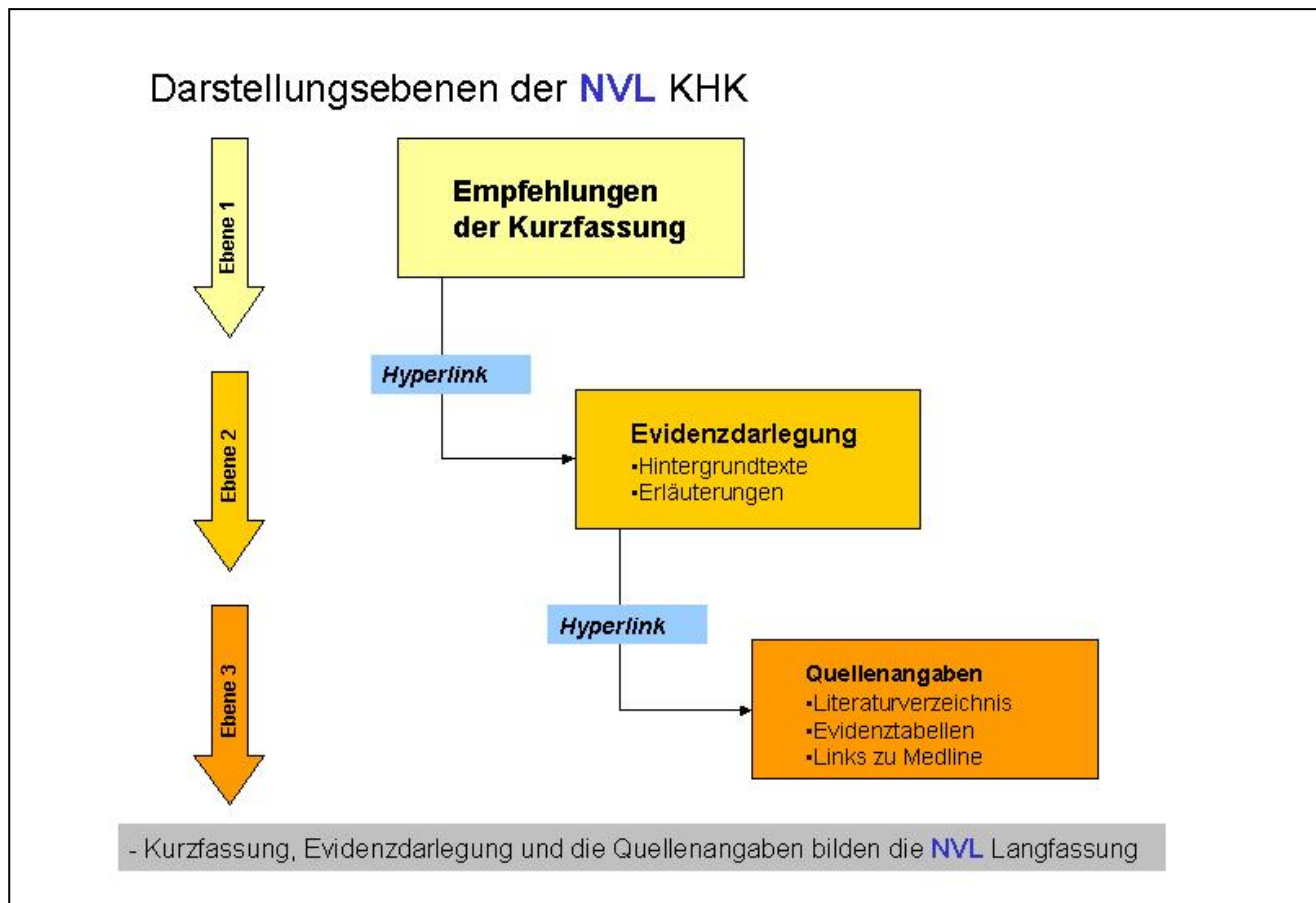 Darstellungsebenen der NVL KHK
Ebene 1
Empfehlungen
der Kurzfassung
Hyperlink
Ebene 2
Evidenzdarlegung
▪Hintergrundtexte
▪Erläuterungen
Hyperlink
Ebene 3
Quellenangaben
▪Literaturverzeichnis
▪Evidenztabellen
▪Links zu Medline
- Kurzfassung, Evidenzdarlegung und die Quellenangaben bilden die NVL Langfassung